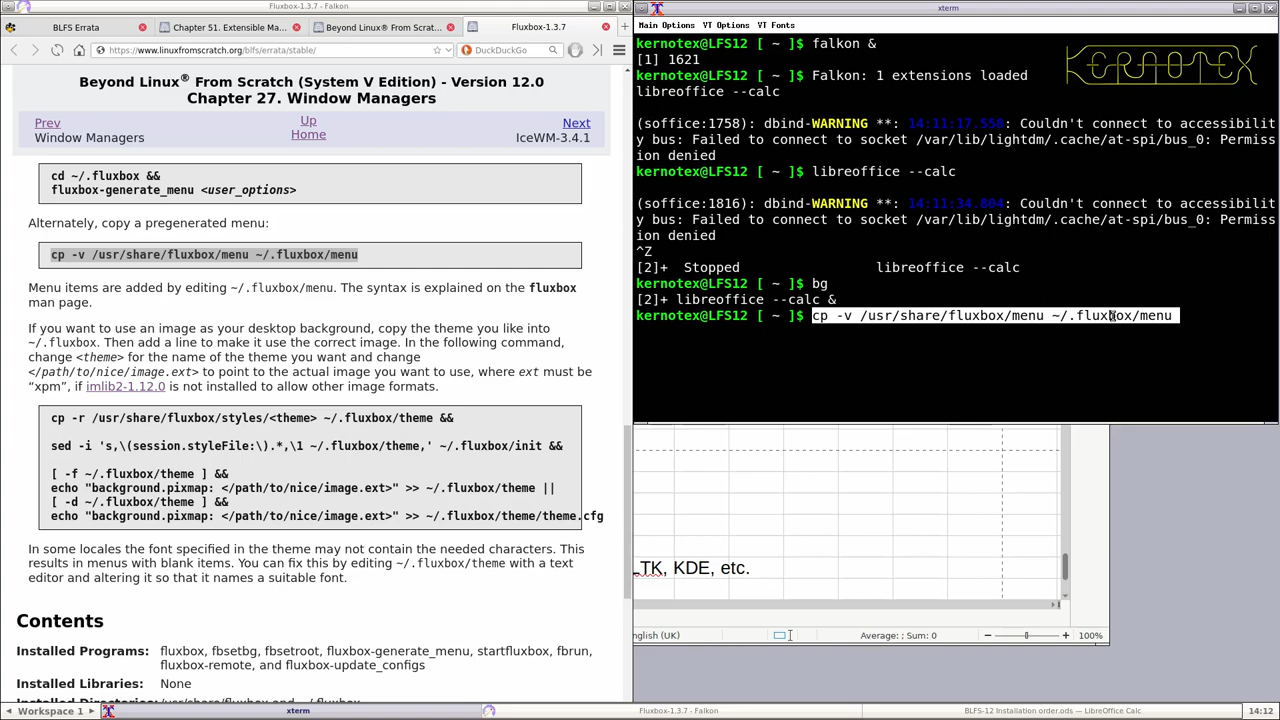 Fluxbox-1.3.7 - Falkon
BLFS Errata
Chapter 51. Extensible Ma
Beyond Linux® From Scrat
Fluxbox-1.3.7
https://www.linuxfromscratch.org/blfs/errata/stable/
DuckDuckGo
Beyond Linux® From Scratch (System V Edition) - Version 12.0
Chapter 27. Window Managers
Prev
Up
Next
Window Managers
Home
IceWM-3.4.1
cd ~/.fluxbox &&
fluxbox-generate_menu <user_options>
Alternately, copy a pregenerated menu:
cp -v /usr/share/fluxbox/menu ~/.fluxbox/menu
Menu items are added by editing ~/.fluxbox/menu. The syntax is explained on the fluxbox
man page.
If you want to use an image as your desktop background, copy the theme you like into
~/.fluxbox. Then add a line to make it use the correct image. In the following command,
change <theme> for the name of the theme you want and change
</path/to/nice/image.ext> to point to the actual image you want to use, where ext must be
“xpm”, if imlib2-1.12.0 is not installed to allow other image formats.
cp -r /usr/share/fluxbox/styles/<theme> ~/.fluxbox/theme &&
sed -i 's,\(session.styleFile:\).*,\1 ~/.fluxbox/theme,' ~/.fluxbox/init &&
[ -f ~/.fluxbox/theme ] &&
echo "background.pixmap: </path/to/nice/image.ext>" >> ~/.fluxbox/theme ||
[ -d ~/.fluxbox/theme ] &&
echo "background.pixmap: </path/to/nice/image.ext>" >> ~/.fluxbox/theme/theme.cfg
In some locales the font specified in the theme may not contain the needed characters. This
results in menus with blank items. You can fix this by editing ~/.fluxbox/theme with a text
editor and altering it so that it names a suitable font.
Contents
Installed Programs: fluxbox, fbsetbg, fbsetroot, fluxbox-generate_menu, startfluxbox, fbrun,
fluxbox-remote, and fluxbox-update_configs
Installed Libraries: None
xterm
Main Options VT Options VT Fonts
KERNOTEX
kernotex@LFS12 [ ~ ]$ falkon &
[1] 1621
kernotex@LFS12 [ ~ ]$ Falkon: 1 extensions loaded
libreoffice --calc
(soffice:1758): dbind-WARNING **: 14:11:17.558: Couldn't connect to accessibilit
y bus: Failed to connect to socket /var/lib/lightdm/.cache/at-spi/bus_0: Permiss
ion denied
kernotex@LFS12 [ ~ ]$ libreoffice --calc
(soffice:1816): dbind-WARNING **: 14:11:34.804: Couldn't connect to accessibilit
y bus: Failed to connect to socket /var/lib/lightdm/.cache/at-spi/bus_0: Permiss
ion denied
^Z
[2]+ Stopped libreoffice --calc
kernotex@LFS12 [ ~ ]$ bg
[2]+ libreoffice --calc &
kernotex@LFS12 [ ~ ]$ cp -v /usr/share/fluxbox/menu ~/.fluxbox/menu
LTK, KDE, etc.
nglish (UK)
Average: ; Sum: 0
100%
Workspace 1
xterm
Fluxbox-1.3.7 - Falkon
BLFS-12 Installation order.ods — LibreOffice Calc
14:12